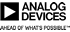 ANALOG
DEVICES
AHEAD OF WHAT'S POSSIBLE™